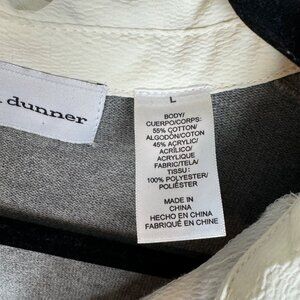 dunner
L
BODY/
CUERPO/CORPS:
55% COTTON/
ALGODÓN/COTON
45% ACRYLIC/
ACRÍLICO/
ACRYLIQUE
FABRIC/TELA/
TISSU:
100% POLYESTER/
POLIÉSTER
MADE IN
CHINA
HECHO EN CHINA
FABRIQUÉ EN CHINE